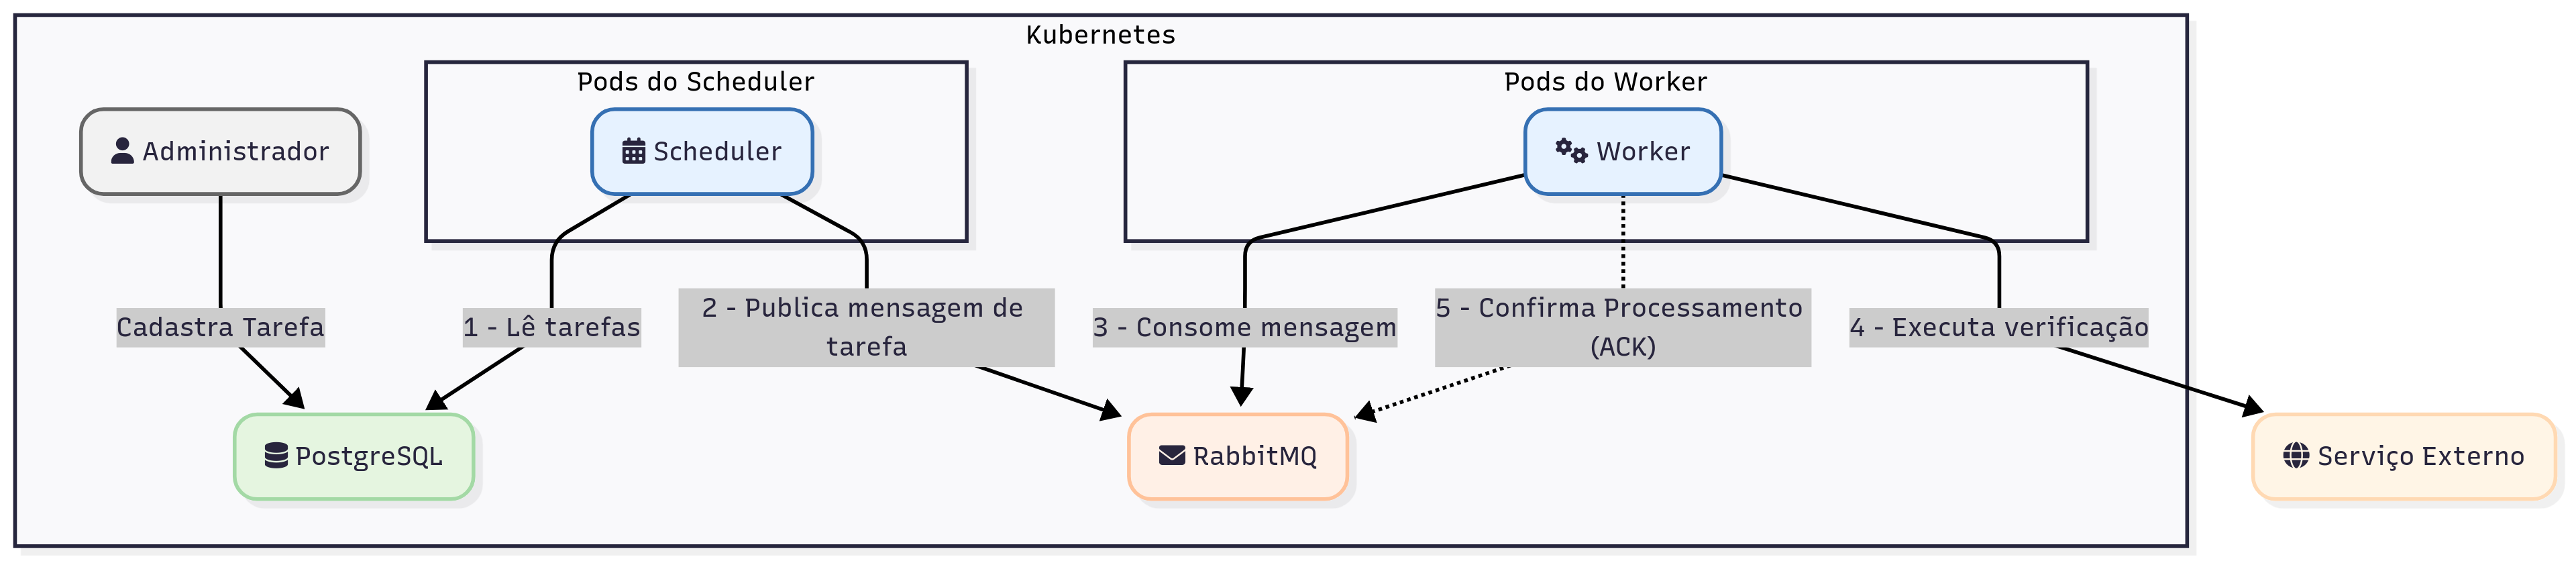 Kubernetes
Pods do Scheduler
Pods do Worker
Administrador
Scheduler
Worker
Cadastra Tarefa
1 - Lê tarefas
2 - Publica mensagem de
tarefa
3 - Consome mensagem
5 - Confirma Processamento
(ACK)
4 - Executa verificação
PostgreSQL
RabbitMQ
Serviço Externo